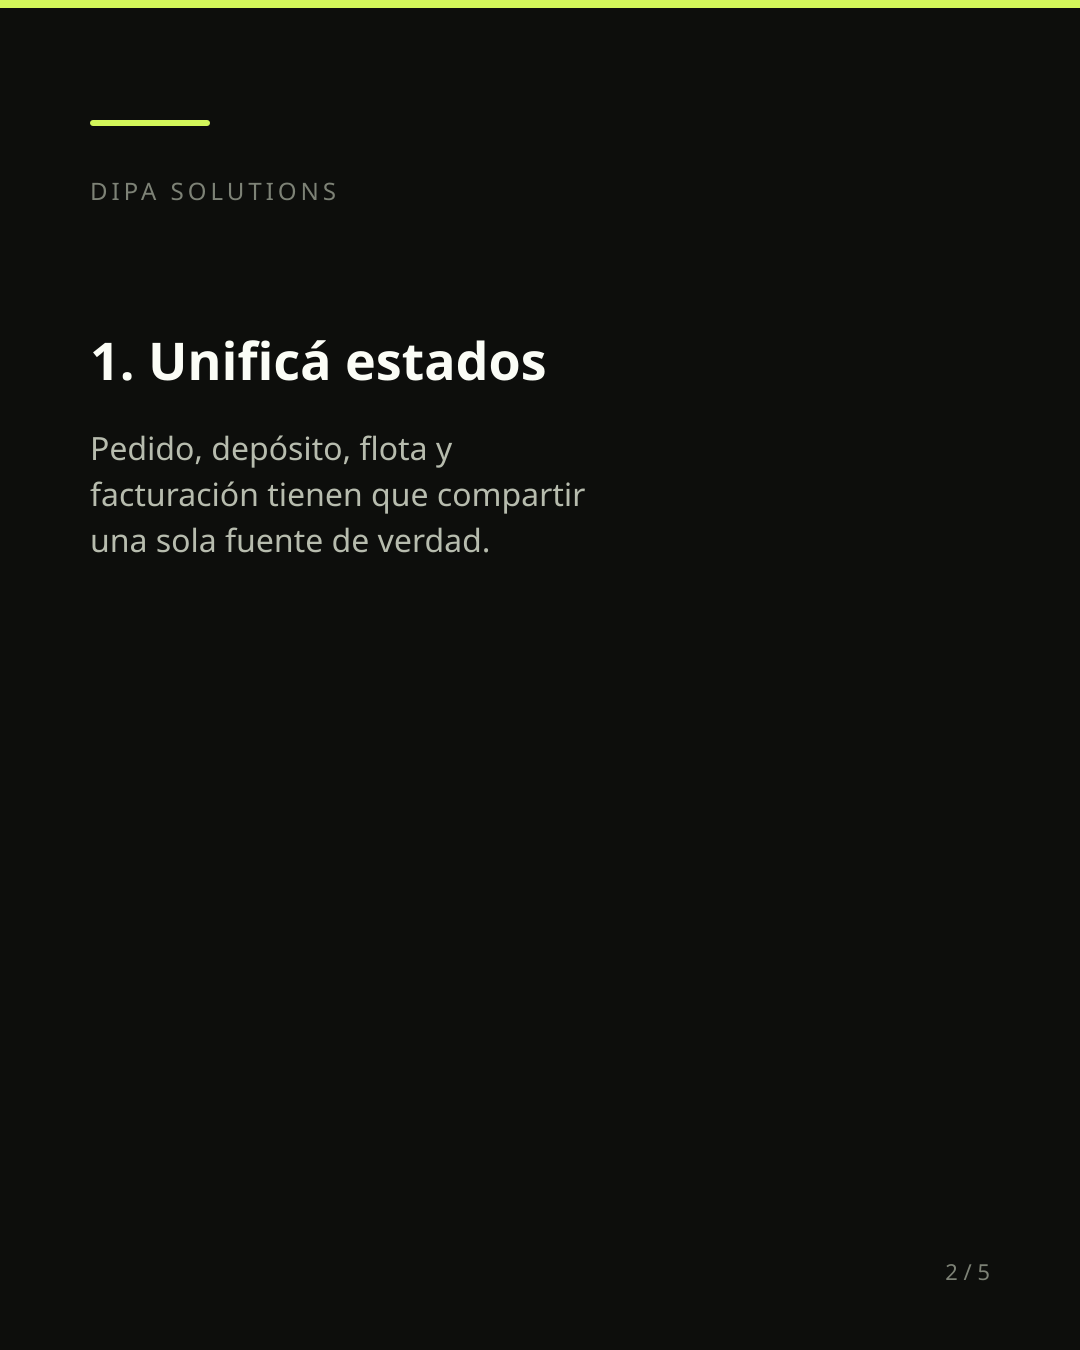 DIPA SOLUTIONS
1. Unificá estados
Pedido, depósito, flota y
facturación tienen que compartir
una sola fuente de verdad.
2 / 5